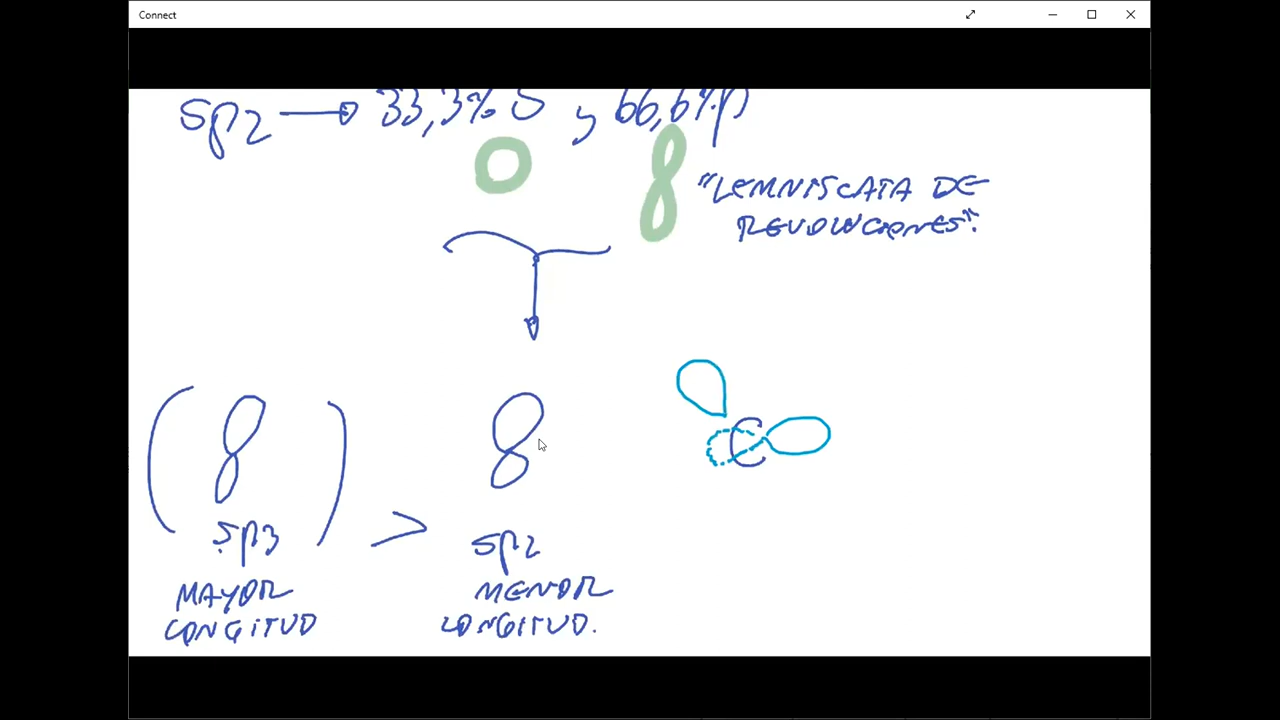 Connect
sp2 → 33,3% S y 66,6% p
"LEMNISCATA DE
REVOLUCIONES".
C
sp3 > sp2
MAYOR MENOR
LONGITUD LONGITUD.